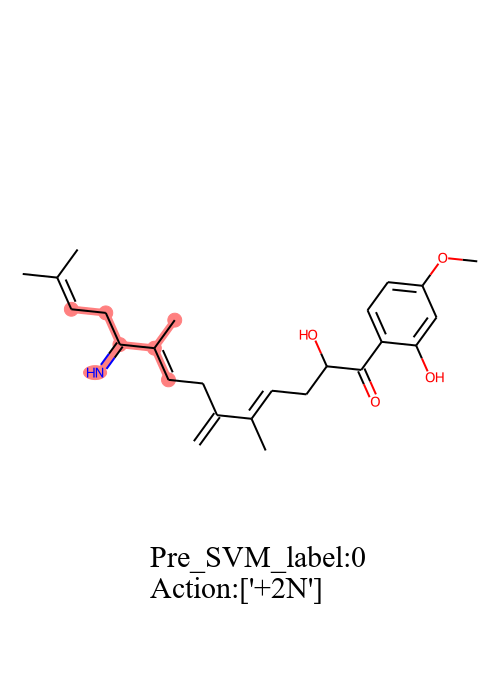 O
HO
HN
OH
O
Pre_SVM_label:0
Action:['+2N']